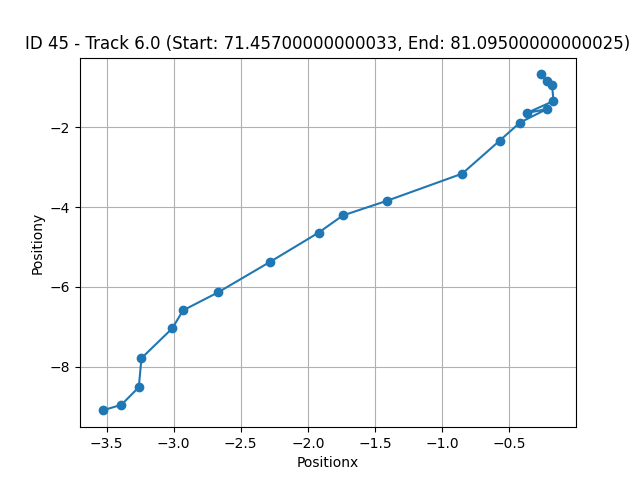 ID 45 - Track 6.0 (Start: 71.45700000000033, End: 81.09500000000025)
Positiony
−2
−4
−6
−8
−3.5 −3.0 −2.5 −2.0 −1.5 −1.0 −0.5
Positionx